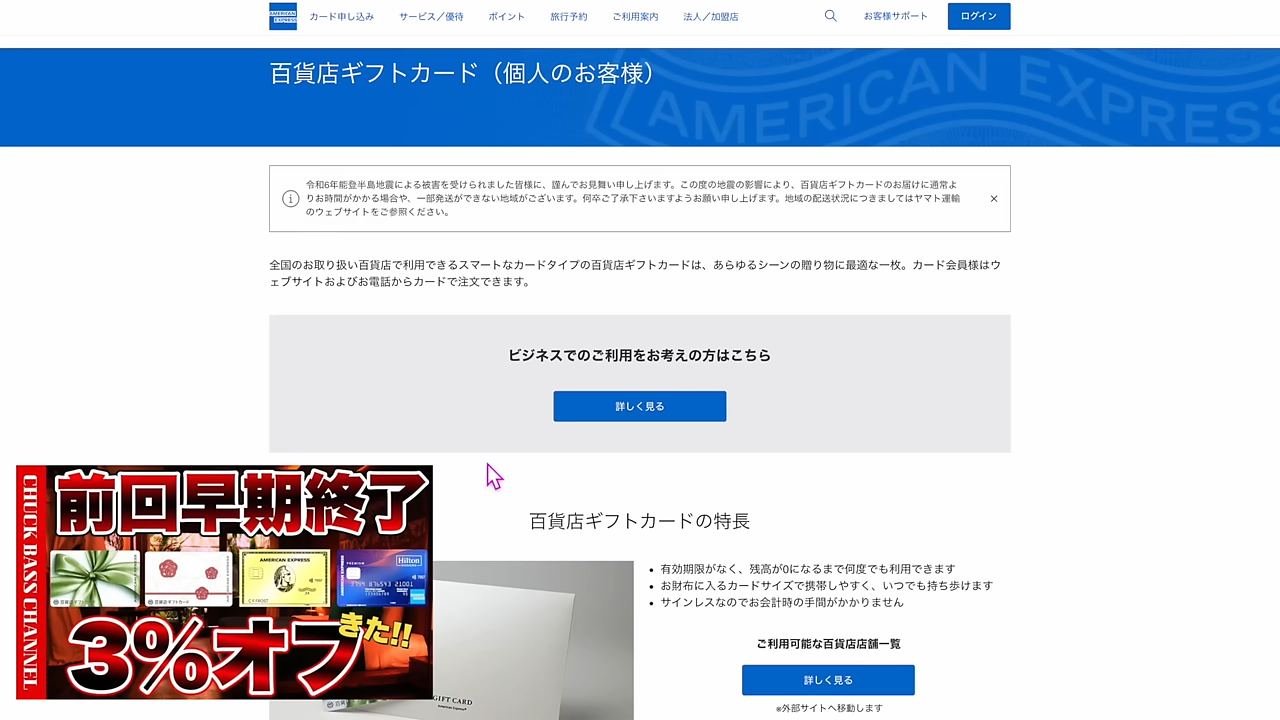 AMERICAN EXPRESS
カード申し込み
サービス／優待
ポイント
旅行予約
ご利用案内
法人／加盟店
お客様サポート
ログイン
百貨店ギフトカード（個人のお客様）
AMERICAN EXPRESS
令和6年能登半島地震による被害を受けられました皆様に、謹んでお見舞い申し上げます。この度の地震の影響により、百貨店ギフトカードのお届けに通常よ
りお時間がかかる場合や、一部発送ができない地域がございます。何卒ご了承下さいますようお願い申し上げます。地域の配送状況につきましてはヤマト運輸
のウェブサイトをご参照ください。
全国のお取り扱い百貨店で利用できるスマートなカードタイプの百貨店ギフトカードは、あらゆるシーンの贈り物に最適な一枚。カード会員様はウ
ェブサイトおよびお電話からカードで注文できます。
ビジネスでのご利用をお考えの方はこちら
詳しく見る
百貨店ギフトカードの特長
有効期限がなく、残高が0になるまで何度でも利用できます
お財布に入るカードサイズで携帯しやすく、いつでも持ち歩けます
サインレスなのでお会計時の手間がかかりません
ご利用可能な百貨店店舗一覧
詳しく見る
※外部サイトへ移動します
GIFT CARD
American Express
CHUCK BASS CHANNEL
前回早期終了
百貨店ギフトカード
百貨店ギフトカード
AMERICAN EXPRESS
C F FROST
AMERICAN EXPRESS
PREMIUM
Hilton
HONORS
3%オフ
きた!!